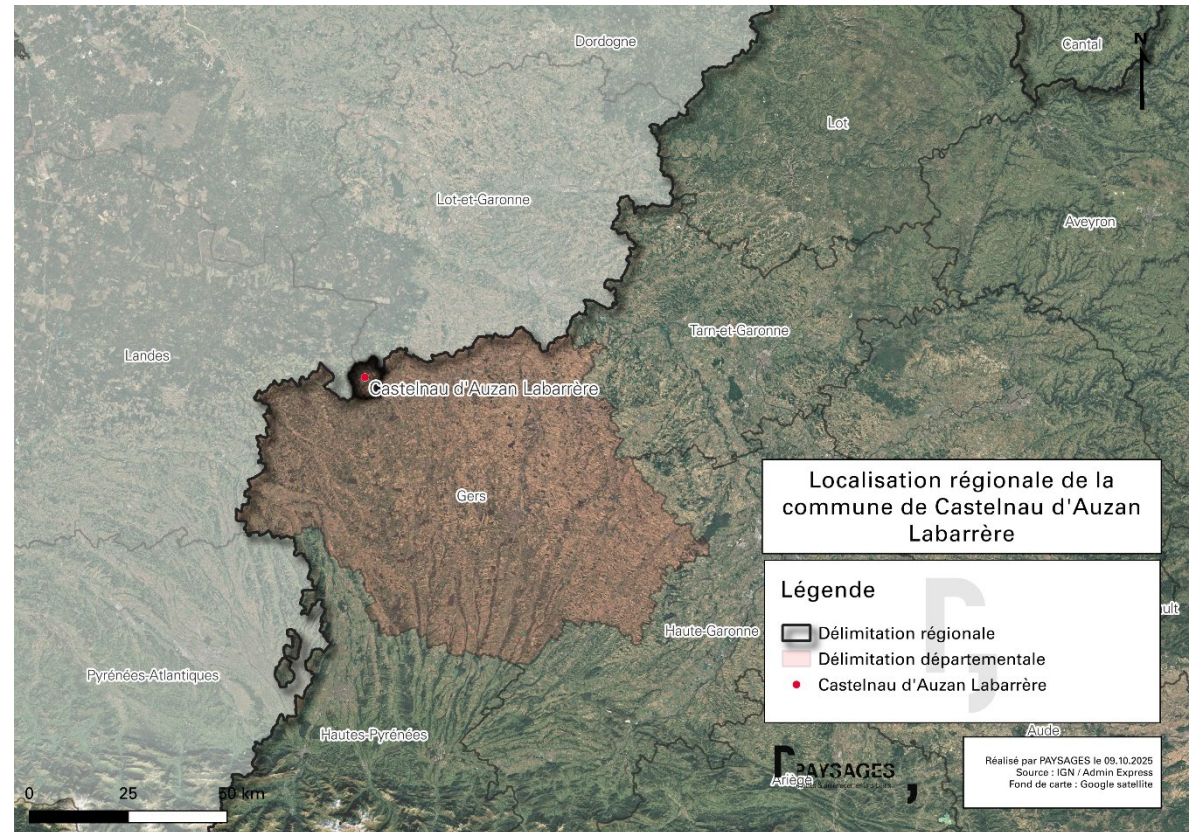 Dordogne
Cantal
N
Lot
Lot-et-Garonne
Aveyron
Tarn-et-Garonne
Landes
Castelnau d'Auzan Labarrère
Gers
Localisation régionale de la
commune de Castelnau d'Auzan
Labarrère
Légende
Délimitation régionale
Délimitation départementale
Castelnau d'Auzan Labarrère
ult
Haute-Garonne
Pyrénées-Atlantiques
Hautes-Pyrénées
Aude
Ariège
PAYSAGES
Réalisé par PAYSAGES le 09.10.2025
Source : IGN / Admin Express
Fond de carte : Google satellite
0 25 50 km